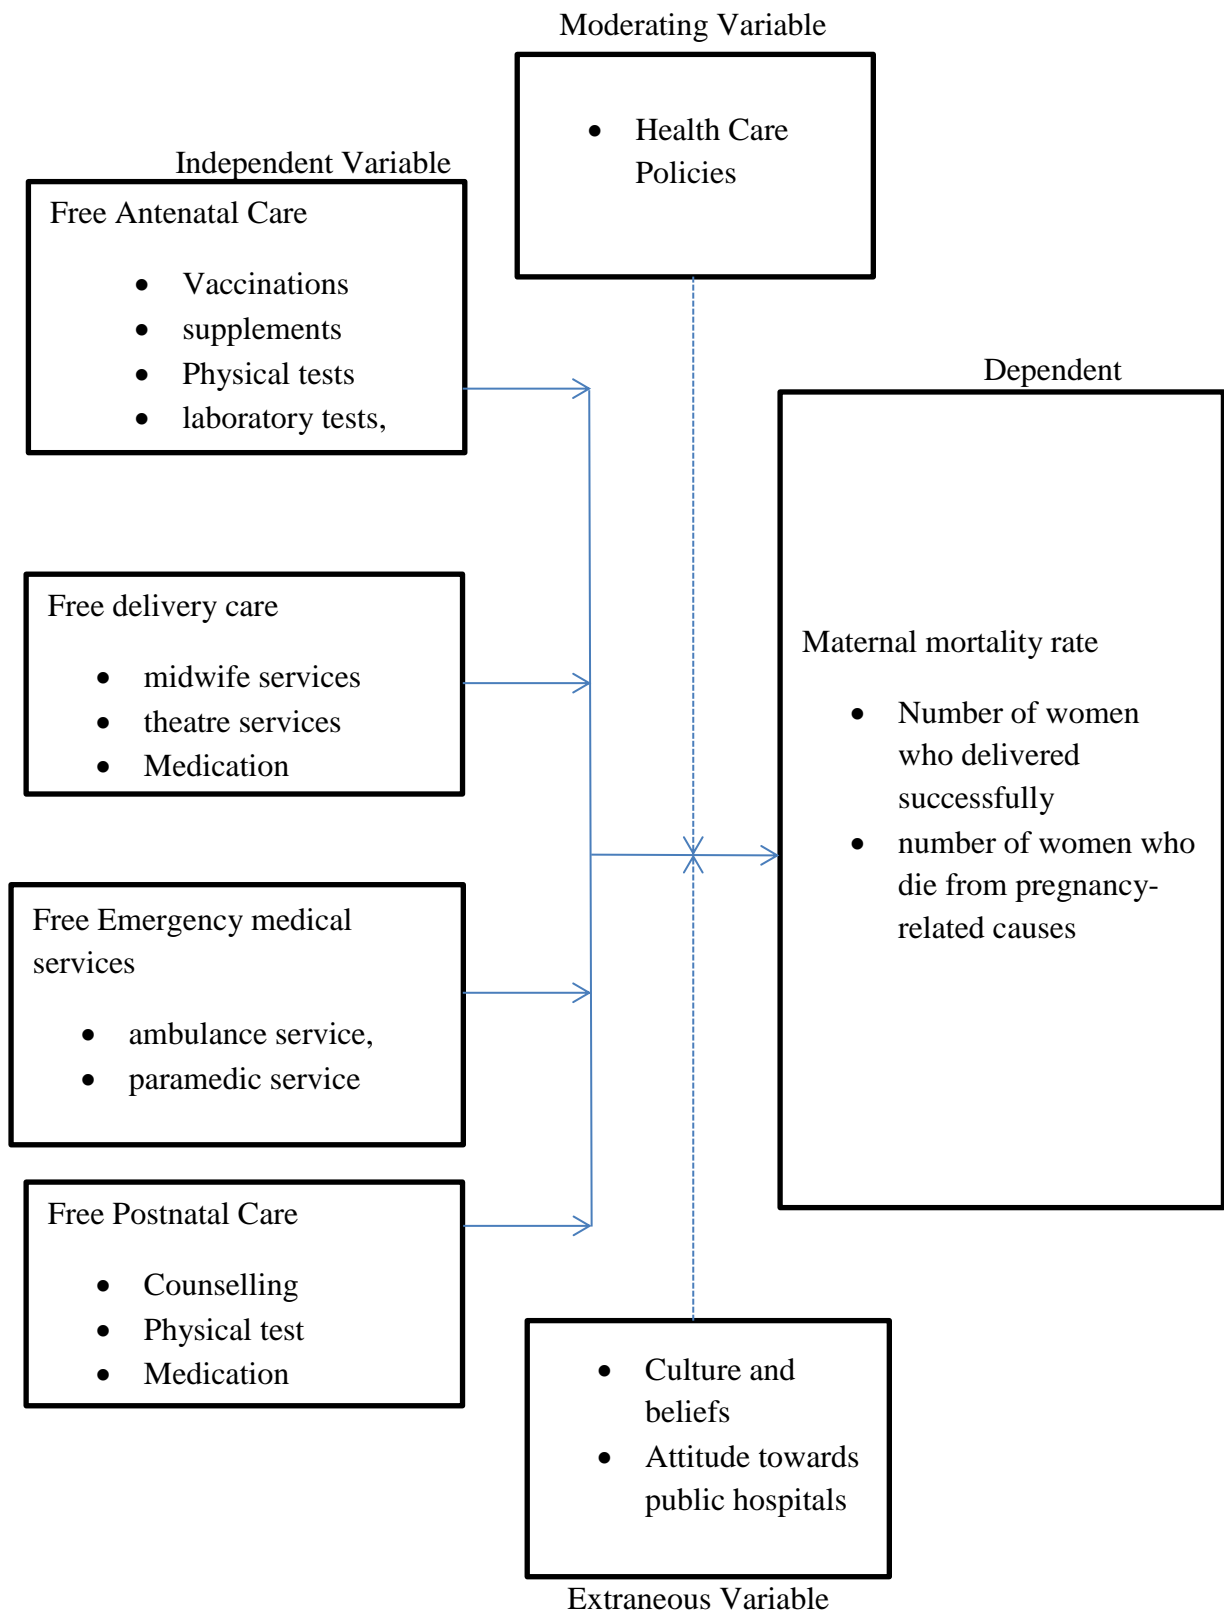 Moderating Variable
• Health Care
Policies
Independent Variable
Free Antenatal Care
• Vaccinations
• supplements
• Physical tests
• laboratory tests,
Dependent
Free delivery care
• midwife services
• theatre services
• Medication
Maternal mortality rate
• Number of women
who delivered
successfully
• number of women who
die from pregnancy-
related causes
Free Emergency medical
services
• ambulance service,
• paramedic service
Free Postnatal Care
• Counselling
• Physical test
• Medication
• Culture and
beliefs
• Attitude towards
public hospitals
Extraneous Variable